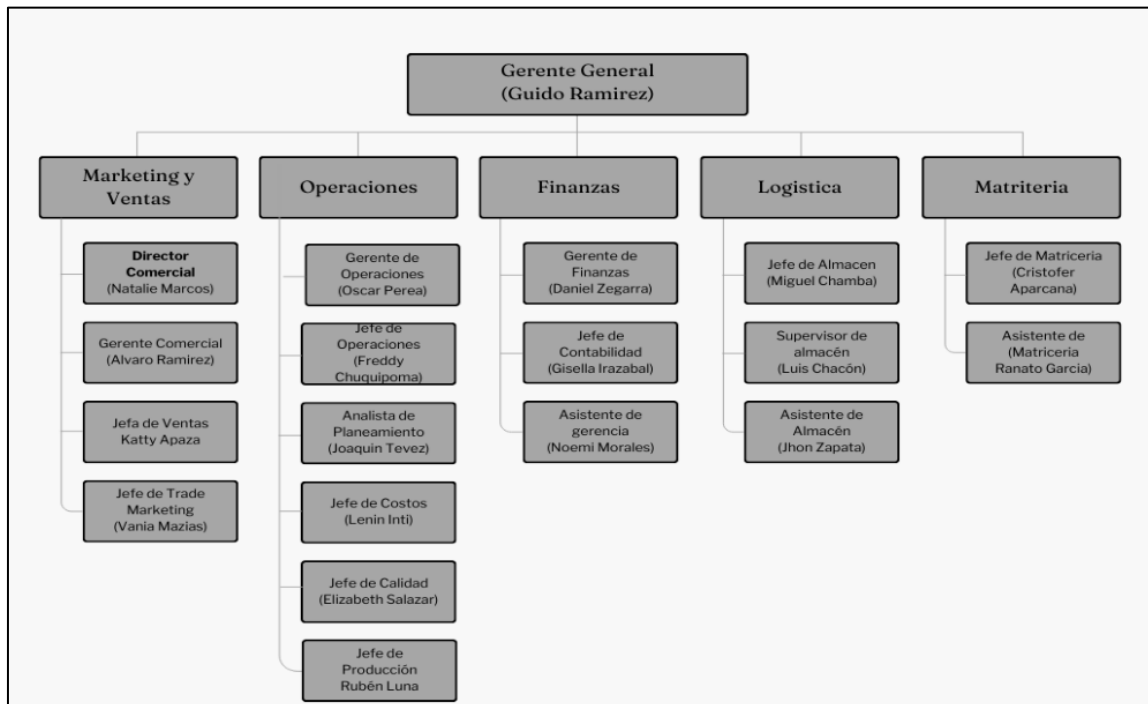 Gerente General
(Guido Ramirez)
Marketing y
Ventas
Operaciones
Finanzas
Logistica
Matriteria
Director
Comercial
(Natalie Marcos)
Gerente Comercial
(Alvaro Ramirez)
Jefa de Ventas
Katty Apaza
Jefe de Trade
Marketing
(Vania Mazias)
Gerente de
Operaciones
(Oscar Perea)
Jefe de
Operaciones
(Freddy
Chuquipoma)
Analista de
Planeamiento
(Joaquin Tevez)
Jefe de Costos
(Lenin Inti)
Jefe de Calidad
(Elizabeth Salazar)
Jefe de
Producción
Rubén Luna
Gerente de
Finanzas
(Daniel Zegarra)
Jefe de
Contabilidad
(Gisella Irazabal)
Asistente de
gerencia
(Noemi Morales)
Jefe de Almacen
(Miguel Chamba)
Supervisor de
almacén
(Luis Chacón)
Asistente de
Almacén
(Jhon Zapata)
Jefe de Matriceria
(Cristofer
Aparcana)
Asistente de
(Matriceria
Ranato Garcia)